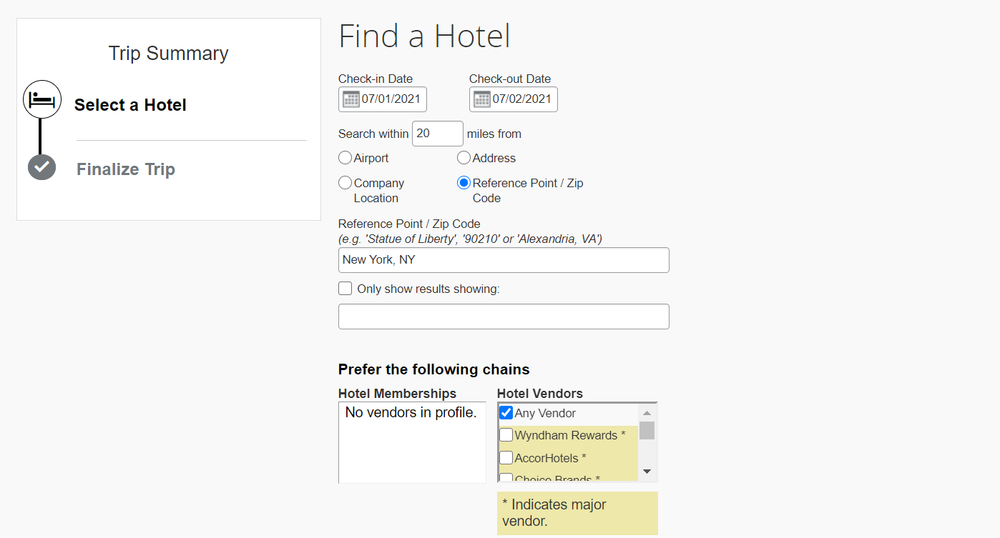 Trip Summary
Select a Hotel
Finalize Trip
Find a Hotel
Check-in Date
Check-out Date
07/01/2021
07/02/2021
Search within 20 miles from
Airport
Address
Company
Location
Reference Point / Zip
Code
Reference Point / Zip Code
(e.g. 'Statue of Liberty', '90210' or 'Alexandria, VA')
New York, NY
Only show results showing:
Prefer the following chains
Hotel Memberships
No vendors in profile.
Hotel Vendors
Any Vendor
Wyndham Rewards *
AccorHotels *
Choice Brands *
* Indicates major
vendor.